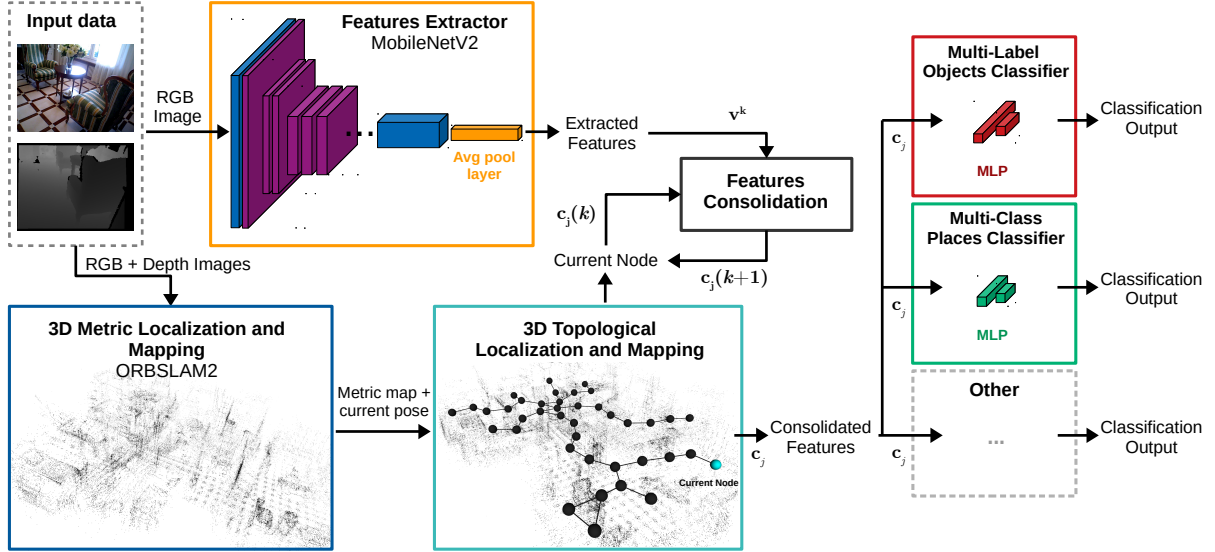 Input data
Features Extractor
MobileNetV2
RGB
Image
Avg pool
layer
Extracted
Features
v^k
Features
Consolidation
c_j(k)
Current Node
c_j(k+1)
RGB + Depth Images
3D Metric Localization and
Mapping
ORBSLAM2
Metric map +
current pose
3D Topological
Localization and Mapping
Current Node
c_j
Consolidated
Features
c_j
Multi-Label
Objects Classifier
MLP
Classification
Output
c_j
Multi-Class
Places Classifier
MLP
Classification
Output
c_j
Other
...
Classification
Output